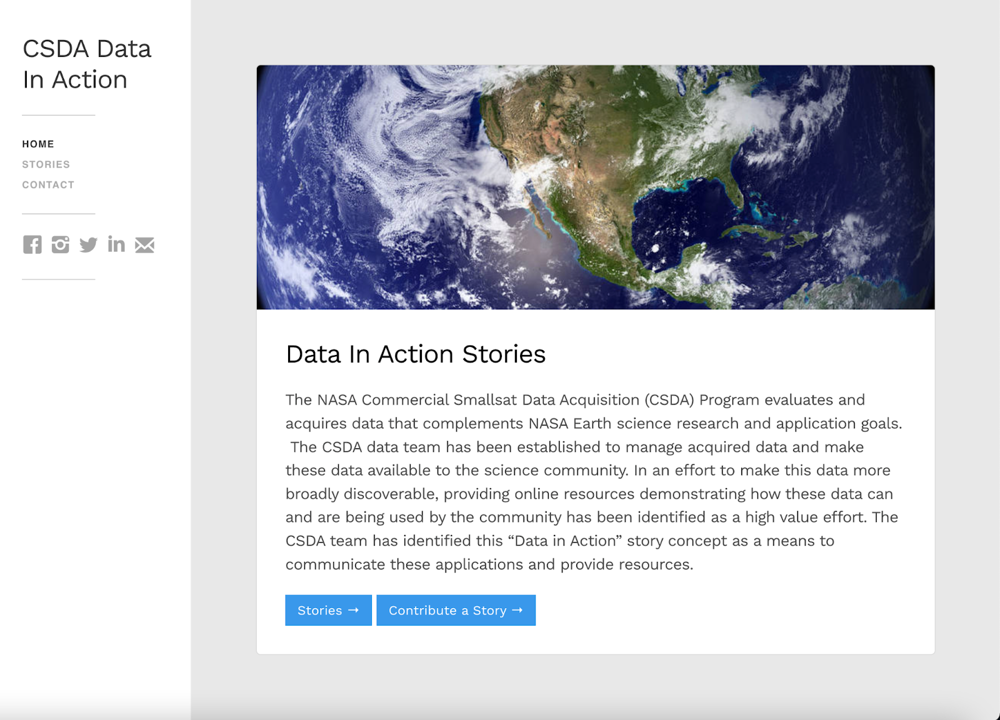 CSDA Data
In Action
HOME
STORIES
CONTACT
Data In Action Stories
The NASA Commercial Smallsat Data Acquisition (CSDA) Program evaluates and
acquires data that complements NASA Earth science research and application goals.
The CSDA data team has been established to manage acquired data and make
these data available to the science community. In an effort to make this data more
broadly discoverable, providing online resources demonstrating how these data can
and are being used by the community has been identified as a high value effort. The
CSDA team has identified this “Data in Action” story concept as a means to
communicate these applications and provide resources.
Stories →
Contribute a Story →